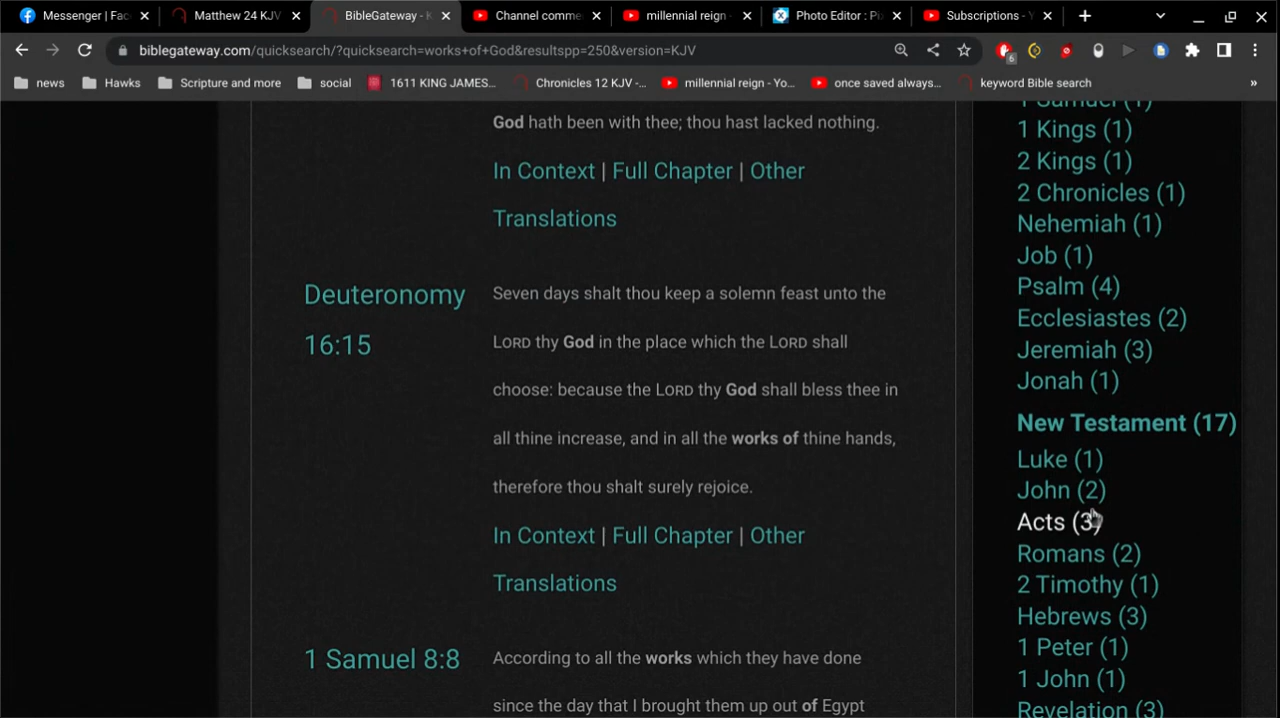 Messenger | Fac
Matthew 24 KJV
BibleGateway - K
Channel comme
millennial reign -
Photo Editor : Pi
Subscriptions - Y
biblegateway.com/quicksearch/?quicksearch=works+of+God&resultspp=250&version=KJV
6
news
Hawks
Scripture and more
social
1611 KING JAMES...
Chronicles 12 KJV -...
millennial reign - Yo...
once saved always...
keyword Bible search
»
God hath been with thee; thou hast lacked nothing.
In Context | Full Chapter | Other
Translations
Deuteronomy
16:15
Seven days shalt thou keep a solemn feast unto the
LORD thy God in the place which the LORD shall
choose: because the LORD thy God shall bless thee in
all thine increase, and in all the works of thine hands,
therefore thou shalt surely rejoice.
In Context | Full Chapter | Other
Translations
1 Samuel 8:8
According to all the works which they have done
since the day that I brought them up out of Egypt
1 Samuel (1)
1 Kings (1)
2 Kings (1)
2 Chronicles (1)
Nehemiah (1)
Job (1)
Psalm (4)
Ecclesiastes (2)
Jeremiah (3)
Jonah (1)
New Testament (17)
Luke (1)
John (2)
Acts (3)
Romans (2)
2 Timothy (1)
Hebrews (3)
1 Peter (1)
1 John (1)
Revelation (3)